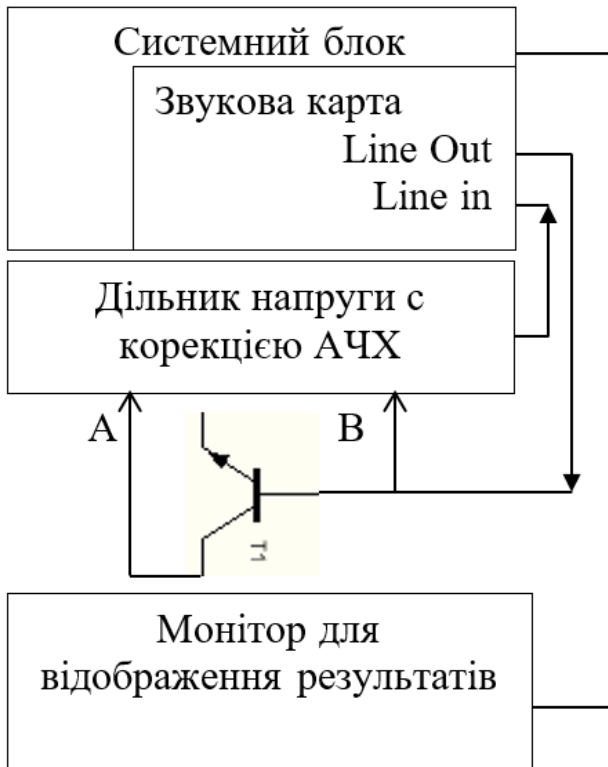 Системний блок
Звукова карта
Line Out
Line in
Дільник напруги с
корекцією АЧХ
А
В
T1
Монітор для
відображення результатів